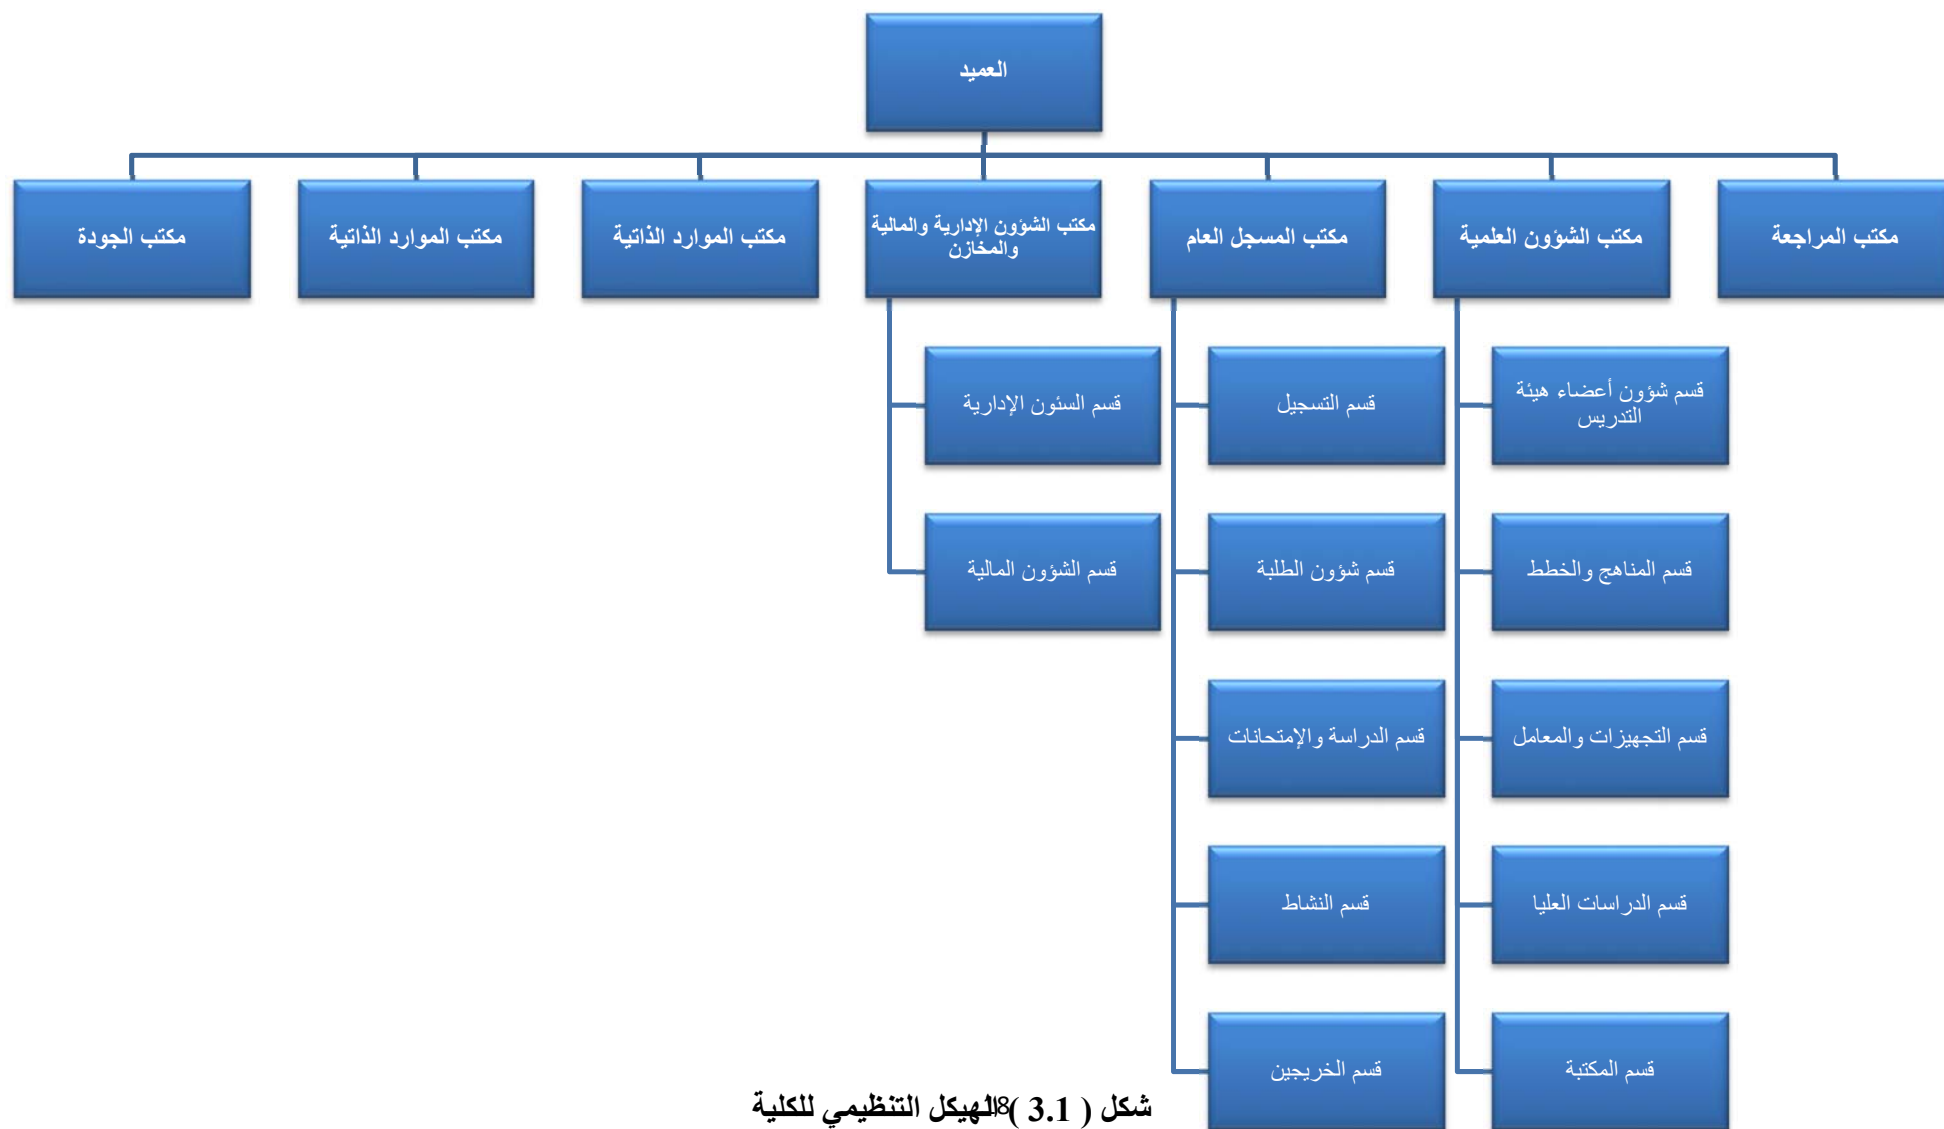 العميد
مكتب المراجعة
مكتب الشؤون العلمية
مكتب المسجل العام
مكتب الشؤون الإدارية والمالية
والمخازن
مكتب الموارد الذاتية
مكتب الموارد الذاتية
مكتب الجودة
قسم شؤون أعضاء هيئة
التدريس
قسم المناهج والخطط
قسم التجهيزات والمعامل
قسم الدراسات العليا
قسم المكتبة
قسم التسجيل
قسم شؤون الطلبة
قسم الدراسة والإمتحانات
قسم النشاط
قسم الخريجين
قسم السئون الإدارية
قسم الشؤون المالية
شكل ( 3.1 ) الهيكل التنظيمي للكلية
8